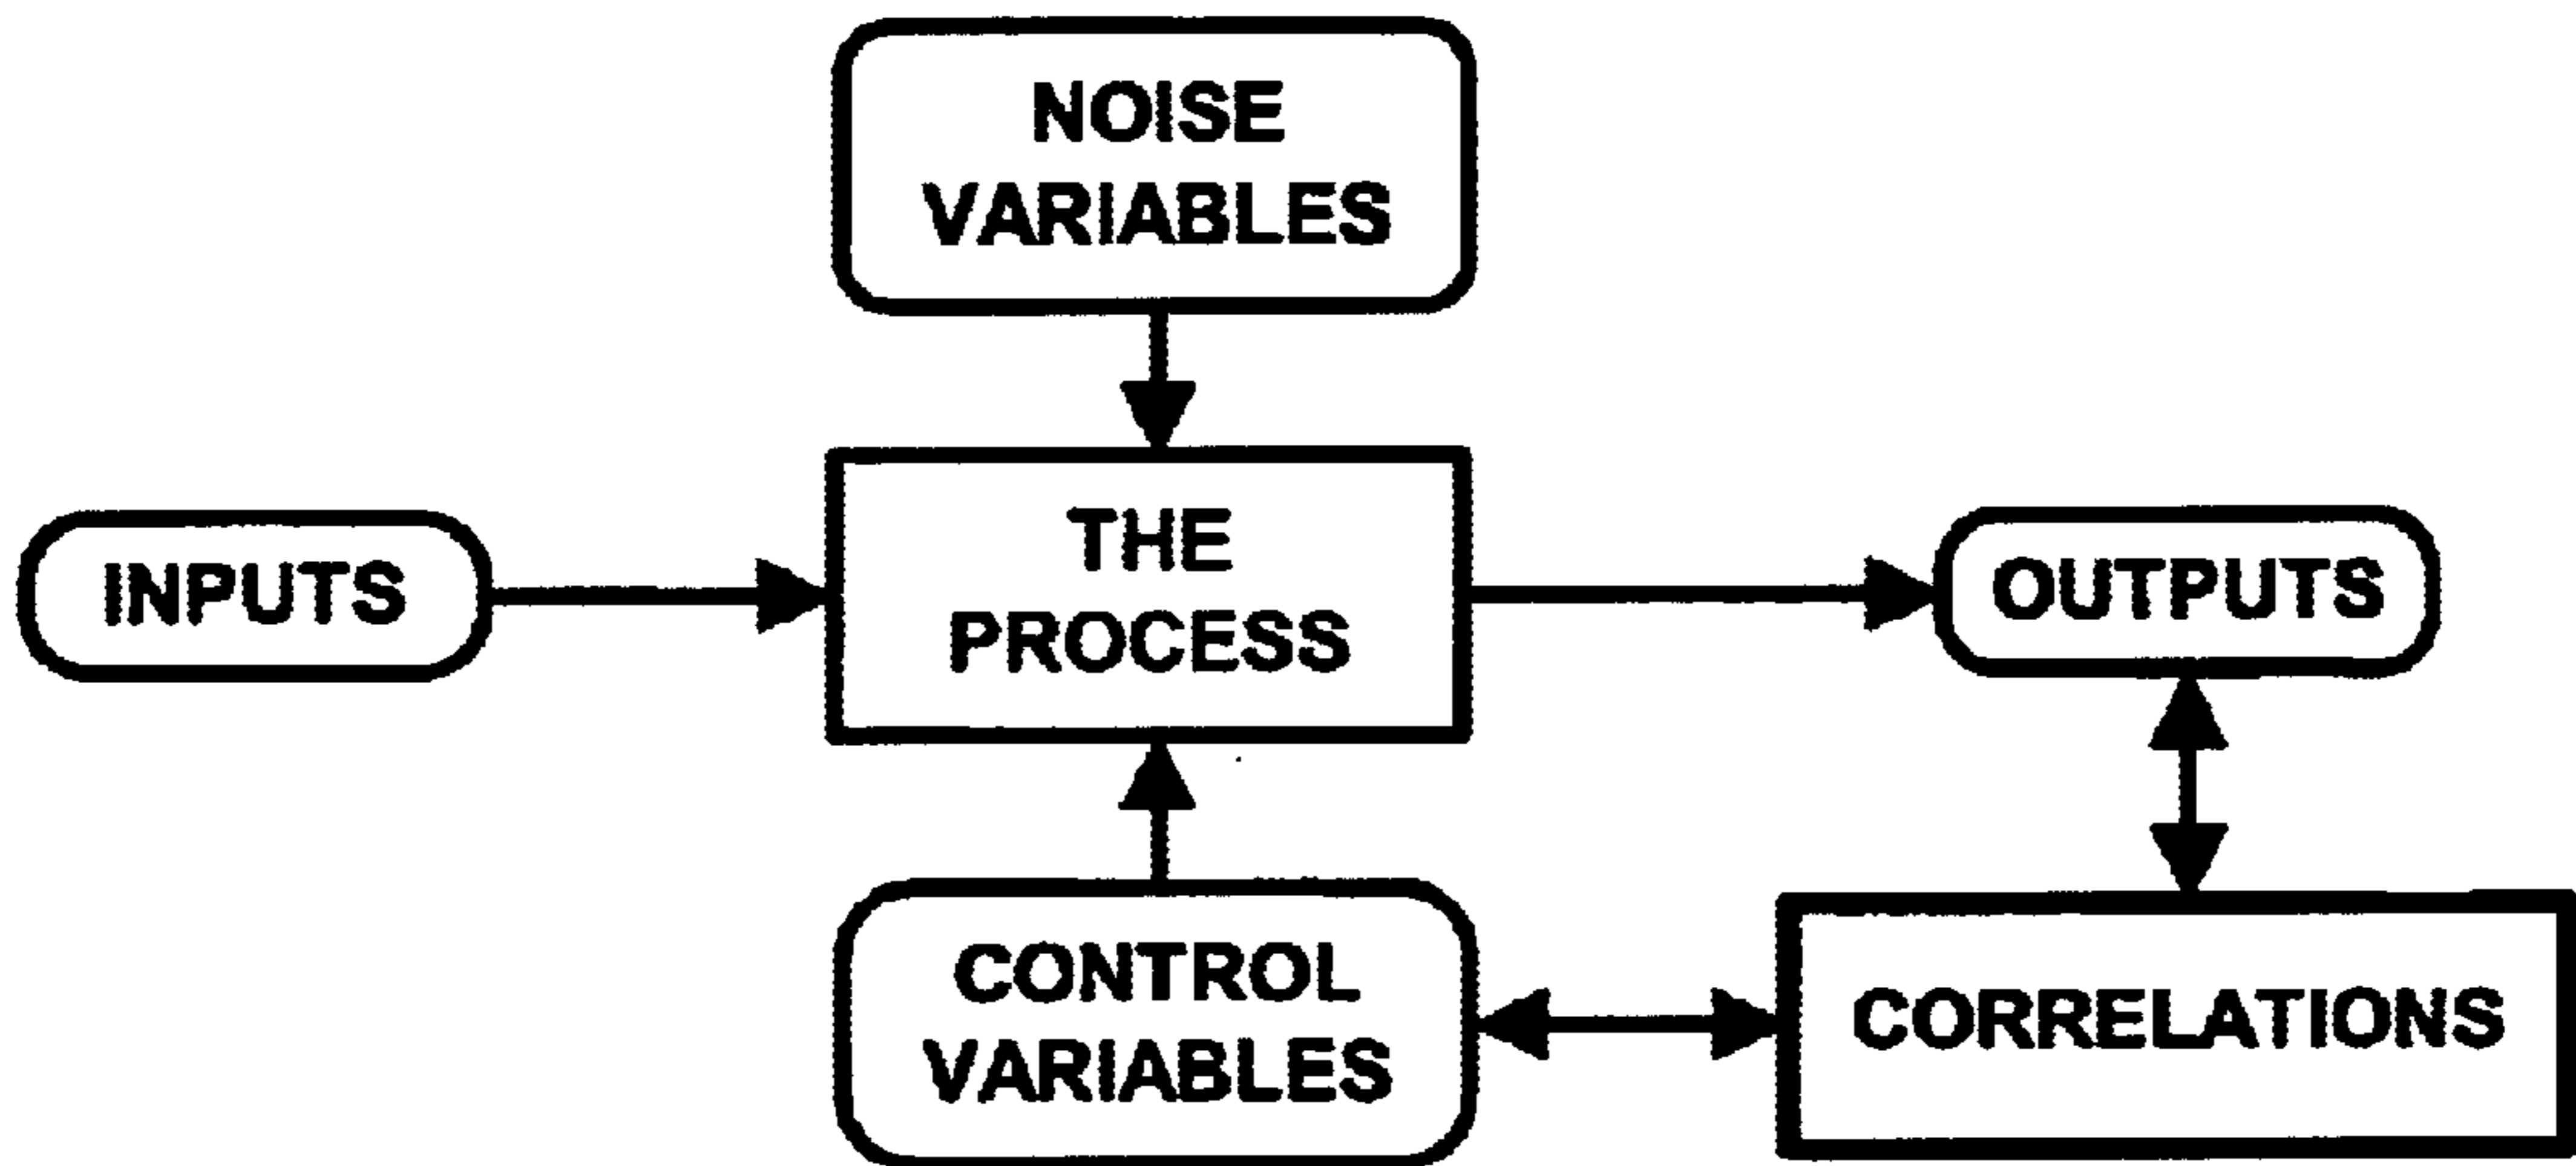 NOISE
VARIABLES
INPUTS
THE
PROCESS
OUTPUTS
CONTROL
VARIABLES
CORRELATIONS